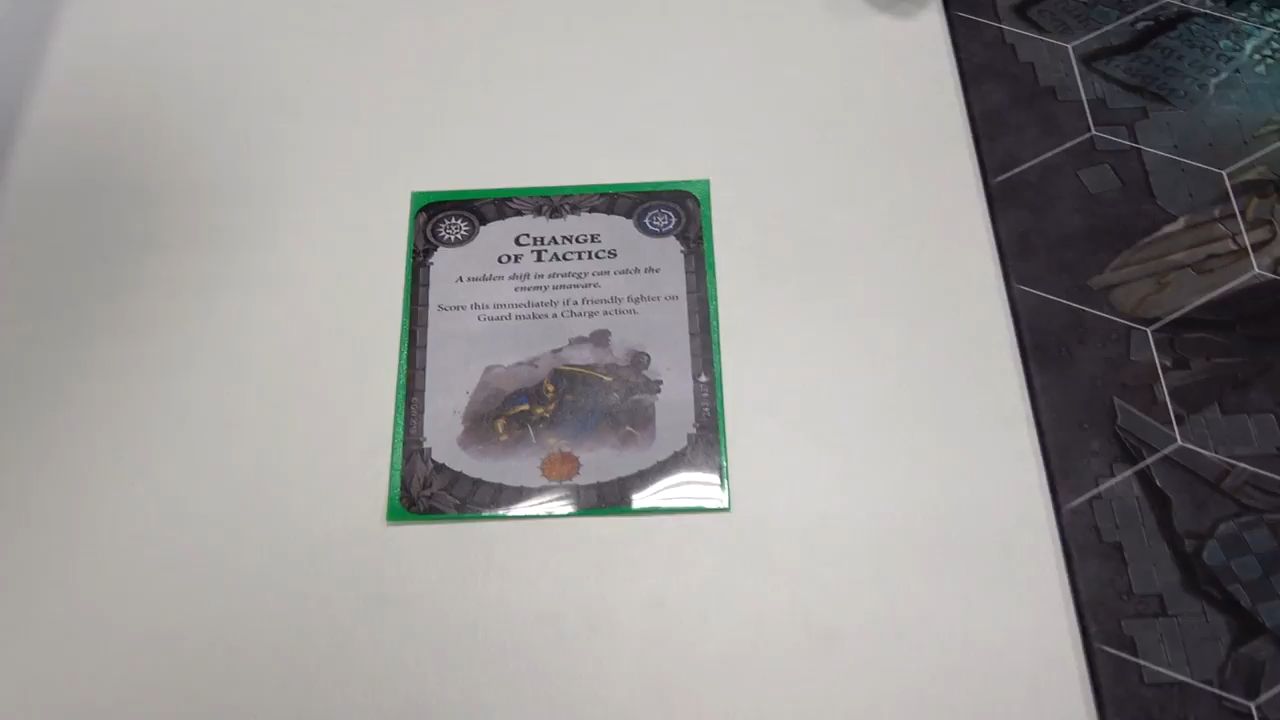 CHANGE
OF TACTICS
A sudden shift in strategy can catch the
enemy unaware.
Score this immediately if a friendly fighter on
Guard makes a Charge action.